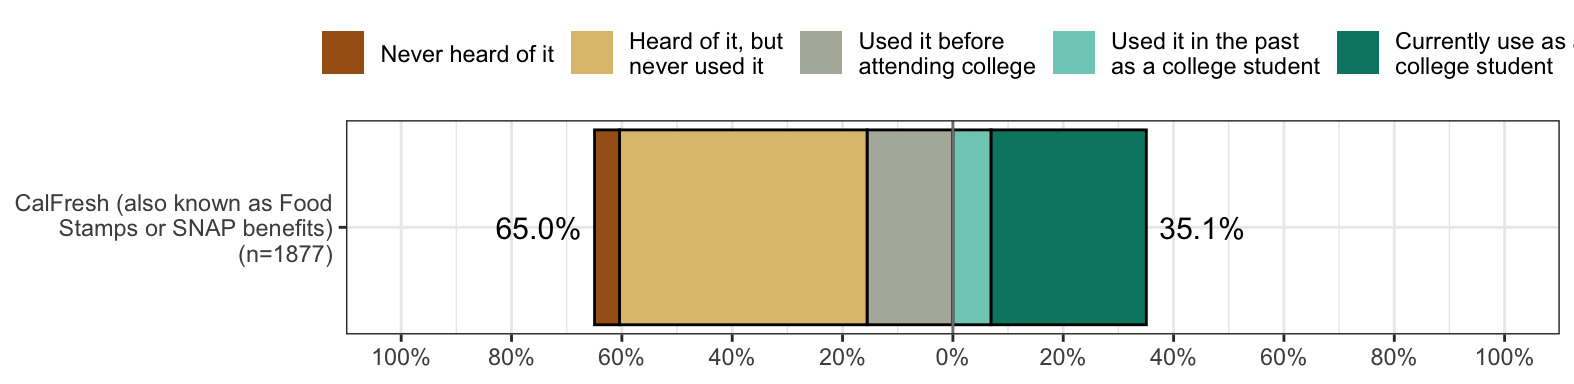 Never heard of it
Heard of it, but
never used it
Used it before
attending college
Used it in the past
as a college student
Currently use as
college student
CalFresh (also known as Food
Stamps or SNAP benefits)
(n=1877)
65.0%
35.1%
100%
80%
60%
40%
20%
0%
20%
40%
60%
80%
100%